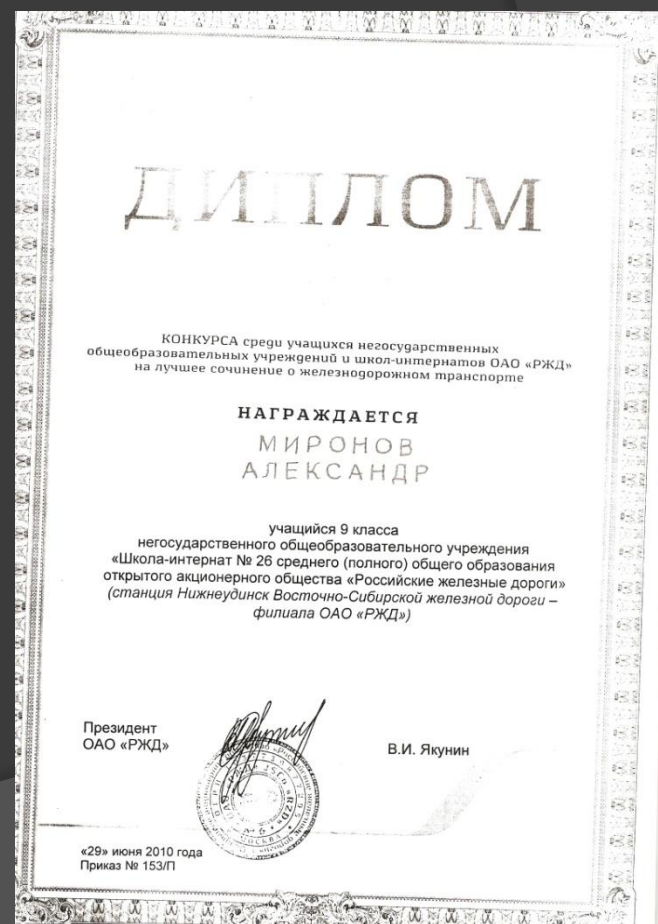 ДИПЛОМ
КОНКУРСА среди учащихся негосударственных
общеобразовательных учреждений и школ-интернатов ОАО «РЖД»
на лучшее сочинение о железнодорожном транспорте
НАГРАЖДАЕТСЯ
МИРОНОВ
АЛЕКСАНДР
учащийся 9 класса
негосударственного общеобразовательного учреждения
«Школа-интернат № 26 среднего (полного) общего образования
открытого акционерного общества «Российские железные дороги»
(станция Нижнеудинск Восточно-Сибирской железной дороги –
филиала ОАО «РЖД»)
Президент
ОАО «РЖД»
В.И. Якунин
МОСКВА
«29» июня 2010 года
Приказ № 153/П